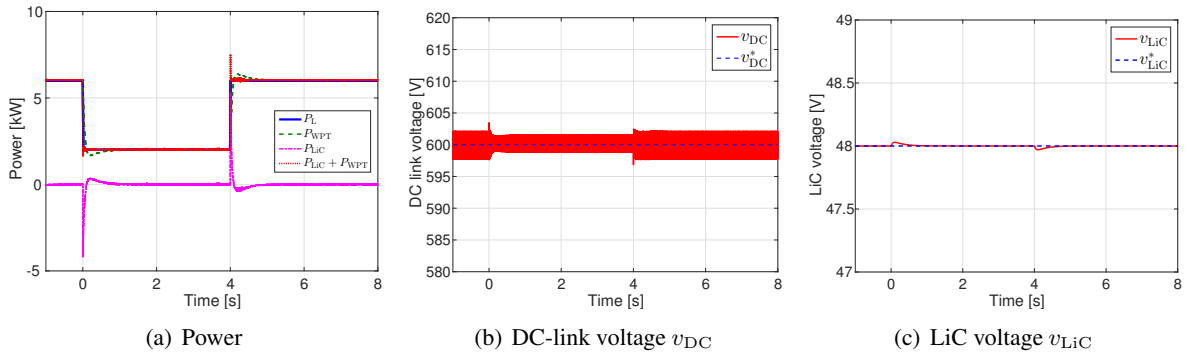 10
5
0
-5
Power [kW]
0 2 4 6 8
Time [s]
P_L
P_WPT
P_LiC
P_LiC + P_WPT
(a) Power
620
615
610
605
600
595
590
585
580
DC link voltage [V]
0 2 4 6 8
Time [s]
v_DC
v*_DC
(b) DC-link voltage v_DC
49
48.5
48
47.5
47
LiC voltage [V]
0 2 4 6 8
Time [s]
v_LiC
v*_LiC
(c) LiC voltage v_LiC